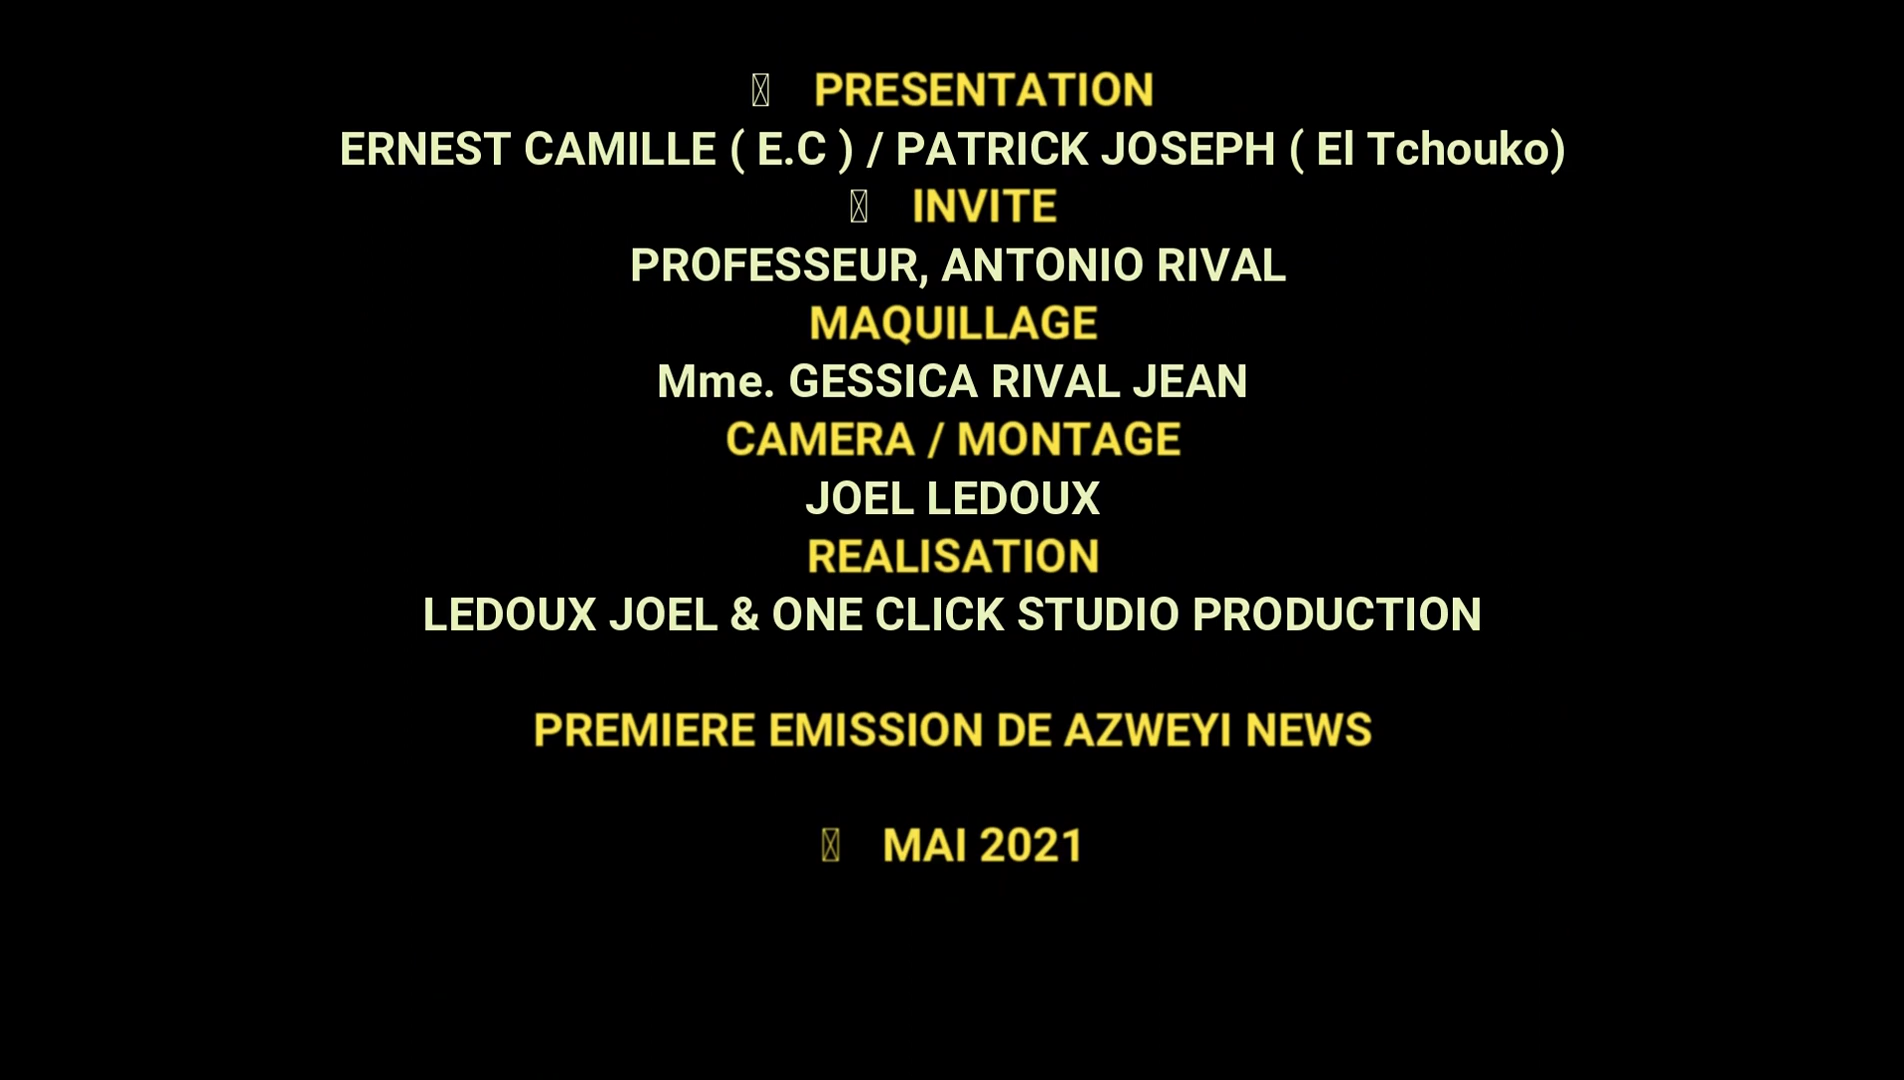 PRESENTATION
ERNEST CAMILLE ( E.C ) / PATRICK JOSEPH ( El Tchouko)
INVITE
PROFESSEUR, ANTONIO RIVAL
MAQUILLAGE
Mme. GESSICA RIVAL JEAN
CAMERA / MONTAGE
JOEL LEDOUX
REALISATION
LEDOUX JOEL & ONE CLICK STUDIO PRODUCTION
PREMIERE EMISSION DE AZWEYI NEWS
MAI 2021